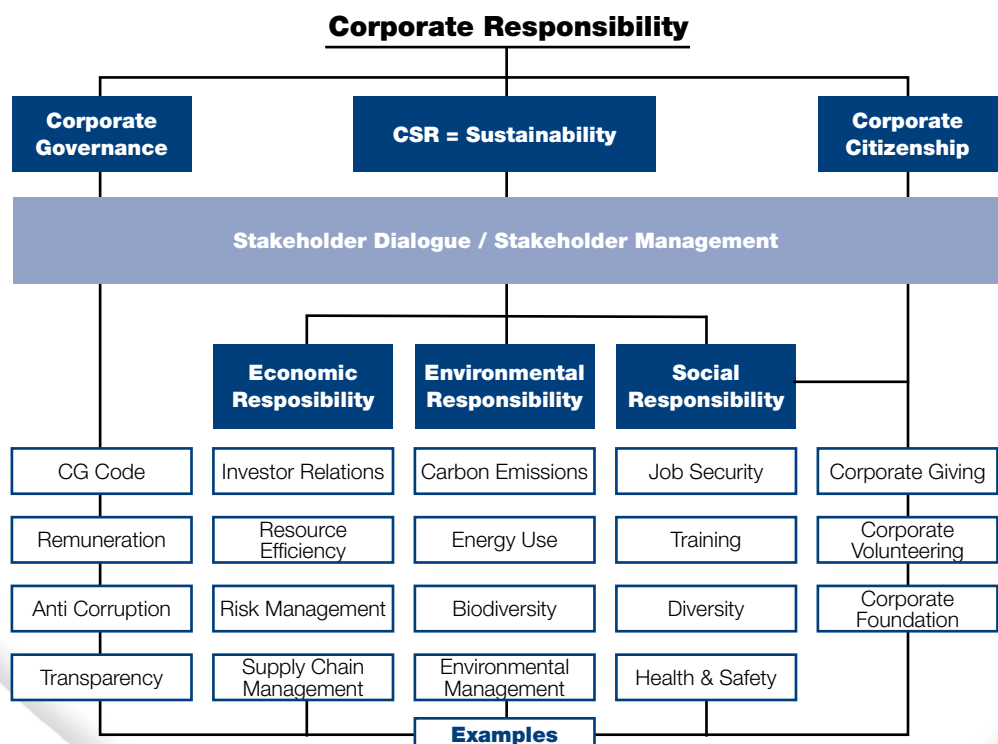 Corporate Responsibility
Corporate
Governance
CSR = Sustainability
Corporate
Citizenship
Stakeholder Dialogue / Stakeholder Management
Economic
Resposibility
Environmental
Responsibility
Social
Responsibility
CG Code
Investor Relations
Carbon Emissions
Job Security
Corporate Giving
Remuneration
Resource
Efficiency
Energy Use
Training
Corporate
Volunteering
Anti Corruption
Risk Management
Biodiversity
Diversity
Corporate
Foundation
Transparency
Supply Chain
Management
Environmental
Management
Health & Safety
Examples